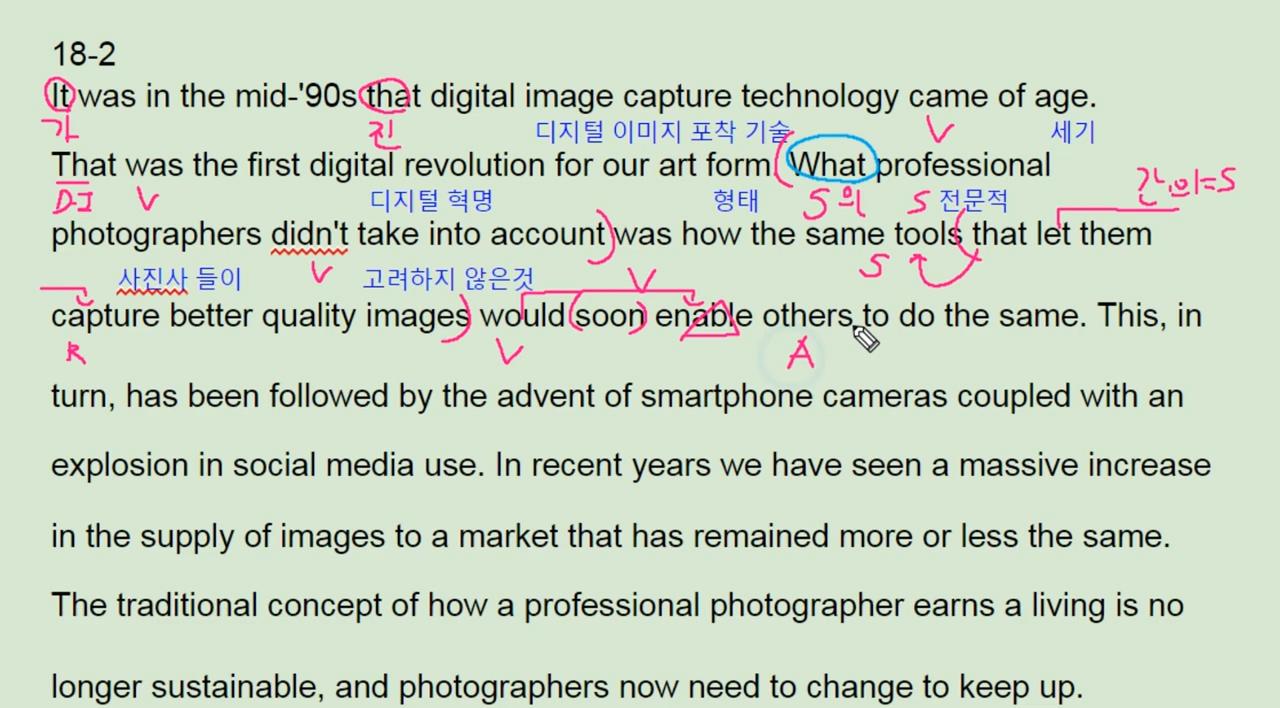 18-2
It was in the mid-'90s that digital image capture technology came of age.
가 진 디지털 이미지 포착 기술 V 세기
That was the first digital revolution for our art form. What professional
D-I V 디지털 혁명 형태 S의 S 전문적 간.의=S
photographers didn't take into account was how the same tools that let them
사진사 들이 V 고려하지 않은것 V S
capture better quality images would soon enable others to do the same. This, in
R V A
turn, has been followed by the advent of smartphone cameras coupled with an
explosion in social media use. In recent years we have seen a massive increase
in the supply of images to a market that has remained more or less the same.
The traditional concept of how a professional photographer earns a living is no
longer sustainable, and photographers now need to change to keep up.